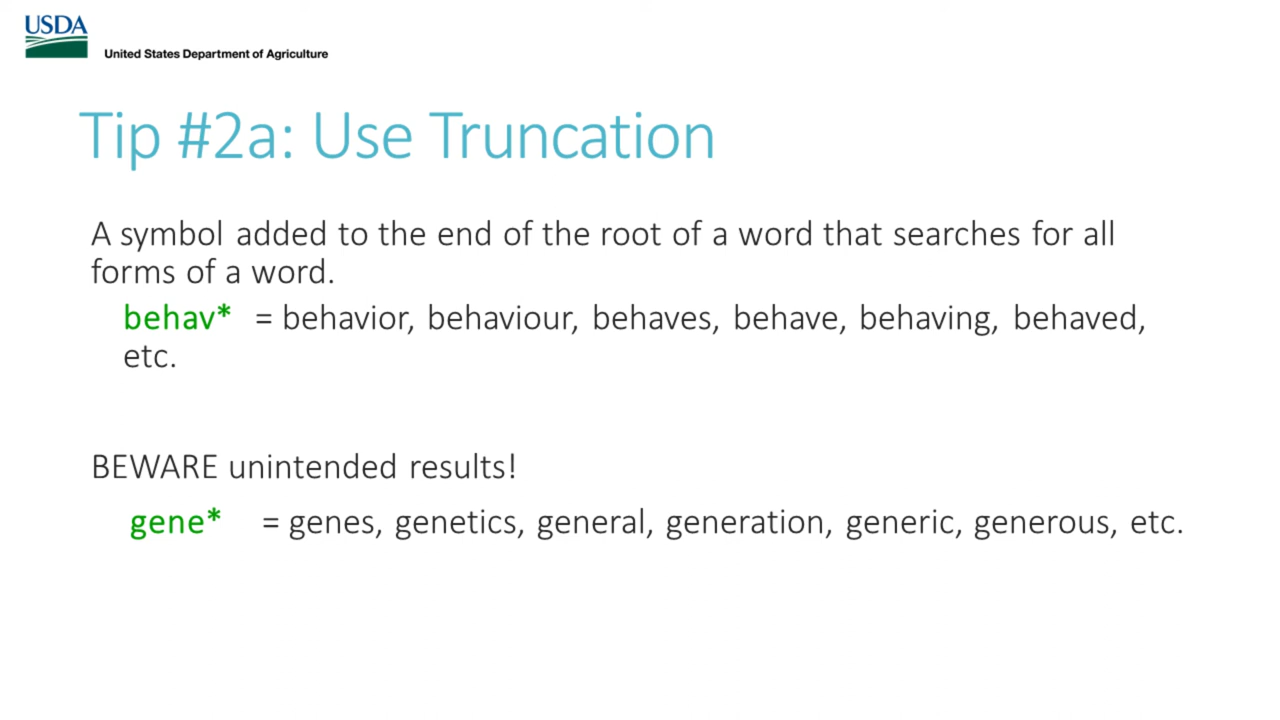 USDA
United States Department of Agriculture
Tip #2a: Use Truncation
A symbol added to the end of the root of a word that searches for all
forms of a word.
behav* = behavior, behaviour, behaves, behave, behaving, behaved,
etc.
BEWARE unintended results!
gene* = genes, genetics, general, generation, generic, generous, etc.